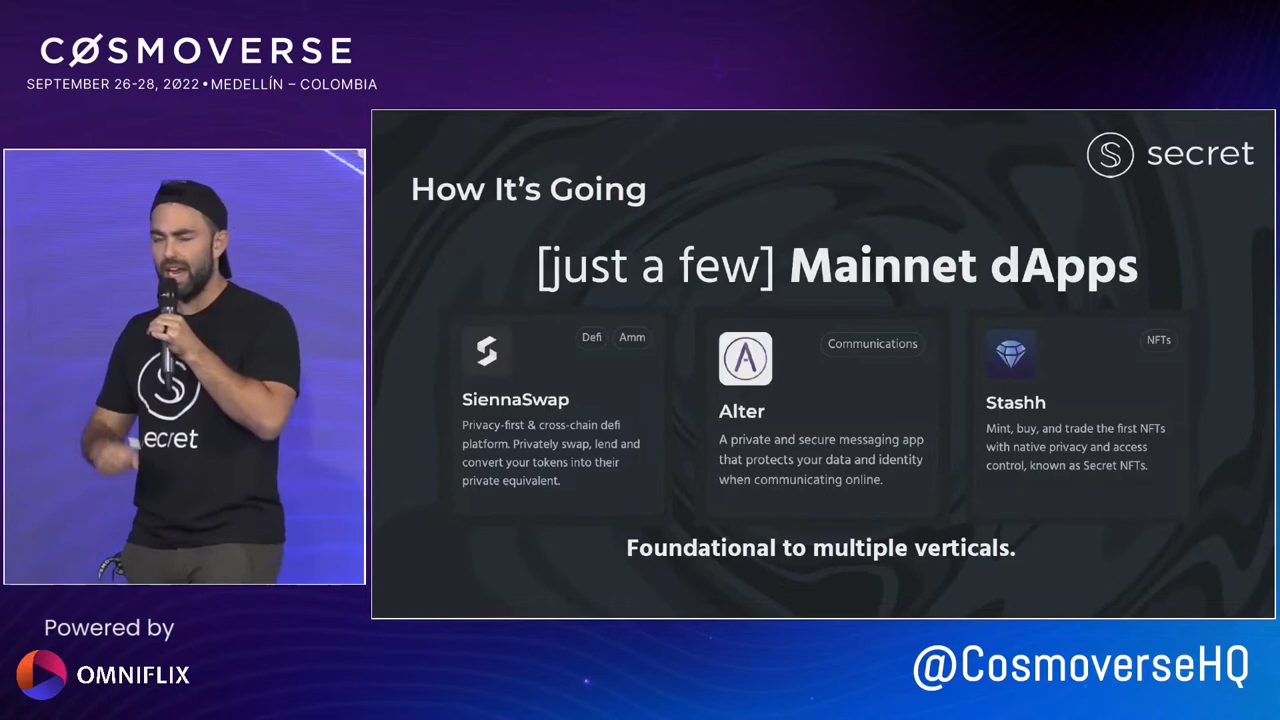 CØSMOVERSE
SEPTEMBER 26-28, 2022 • MEDELLÍN – COLOMBIA
secret
How It's Going
[just a few] Mainnet dApps
Defi Amm
SiennaSwap
Privacy-first & cross-chain defi
platform. Privately swap, lend and
convert your tokens into their
private equivalent.
Communications
Alter
A private and secure messaging app
that protects your data and identity
when communicating online.
NFTs
Stashh
Mint, buy, and trade the first NFTs
with native privacy and access
control, known as Secret NFTs.
Foundational to multiple verticals.
S
ecret
Powered by
OMNIFLIX
@CosmoverseHQ